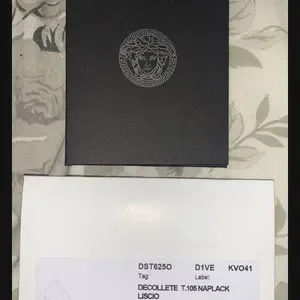 DST625O D1VE KVO41
Tag: Label:
DECOLLETE T.105 NAPLACK
LISCIO